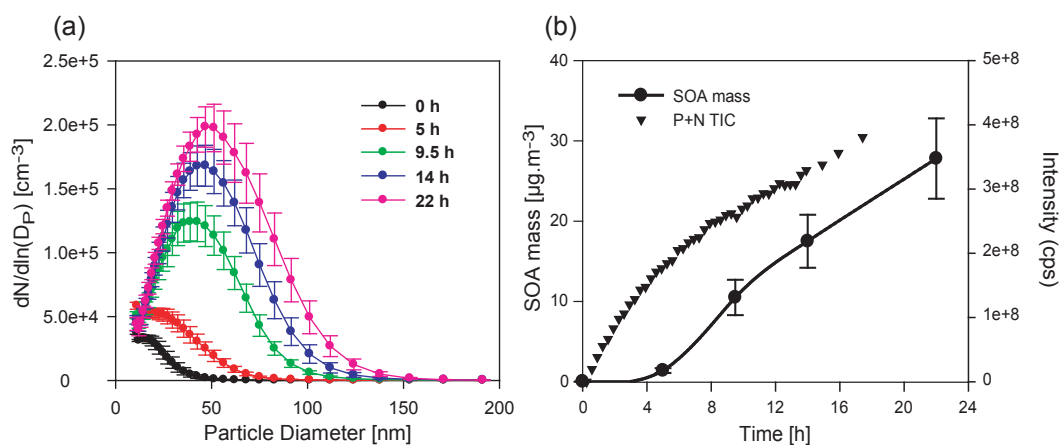 (a)
2.5e+5
2.0e+5
1.5e+5
1.0e+5
5.0e+4
0
dN/dln(D_P) [cm⁻³]
0 h
5 h
9.5 h
14 h
22 h
0 50 100 150 200
Particle Diameter [nm]
(b)
40
30
20
10
0
SOA mass [µg.m⁻³]
SOA mass
P+N TIC
5e+8
4e+8
3e+8
2e+8
1e+8
0
Intensity (cps)
0 4 8 12 16 20 24
Time [h]